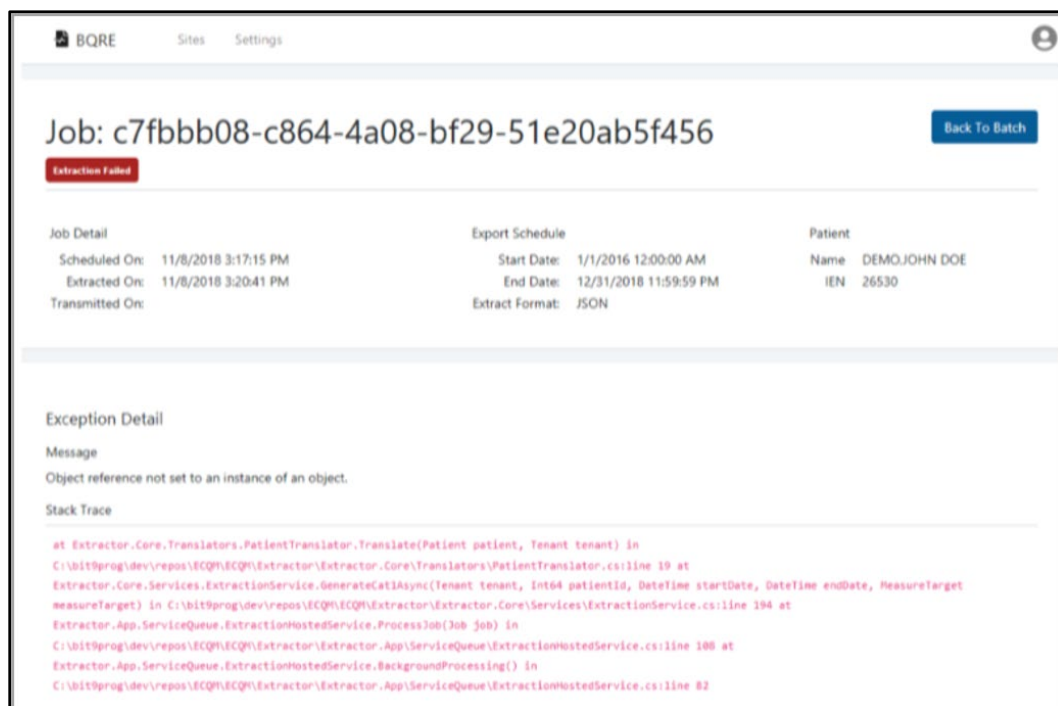 BQRE Sites Settings
Job: c7fbbb08-c864-4a08-bf29-51e20ab5f456
Back To Batch
Extraction Failed
Job Detail
Scheduled On: 11/8/2018 3:17:15 PM
Extracted On: 11/8/2018 3:20:41 PM
Transmitted On:
Export Schedule
Start Date: 1/1/2016 12:00:00 AM
End Date: 12/31/2018 11:59:59 PM
Extract Format: JSON
Patient
Name DEMO,JOHN DOE
IEN 26530
Exception Detail
Message
Object reference not set to an instance of an object.
Stack Trace
at Extractor.Core.Translators.PatientTranslator.Translate(Patient patient, Tenant tenant) in
C:\bit9prog\dev\repos\ECQM\ECQM\Extractor\Extractor.Core\Translators\PatientTranslator.cs:line 19 at
Extractor.Core.Services.ExtractionService.GenerateCat1Async(Tenant tenant, Int64 patientId, DateTime startDate, DateTime endDate, MeasureTarget
measureTarget) in C:\bit9prog\dev\repos\ECQM\ECQM\Extractor\Extractor.Core\Services\ExtractionService.cs:line 194 at
Extractor.App.ServiceQueue.ExtractionHostedService.ProcessJob(Job job) in
C:\bit9prog\dev\repos\ECQM\ECQM\Extractor\Extractor.App\ServiceQueue\ExtractionHostedService.cs:line 108 at
Extractor.App.ServiceQueue.ExtractionHostedService.BackgroundProcessing() in
C:\bit9prog\dev\repos\ECQM\ECQM\Extractor\Extractor.App\ServiceQueue\ExtractionHostedService.cs:line 82